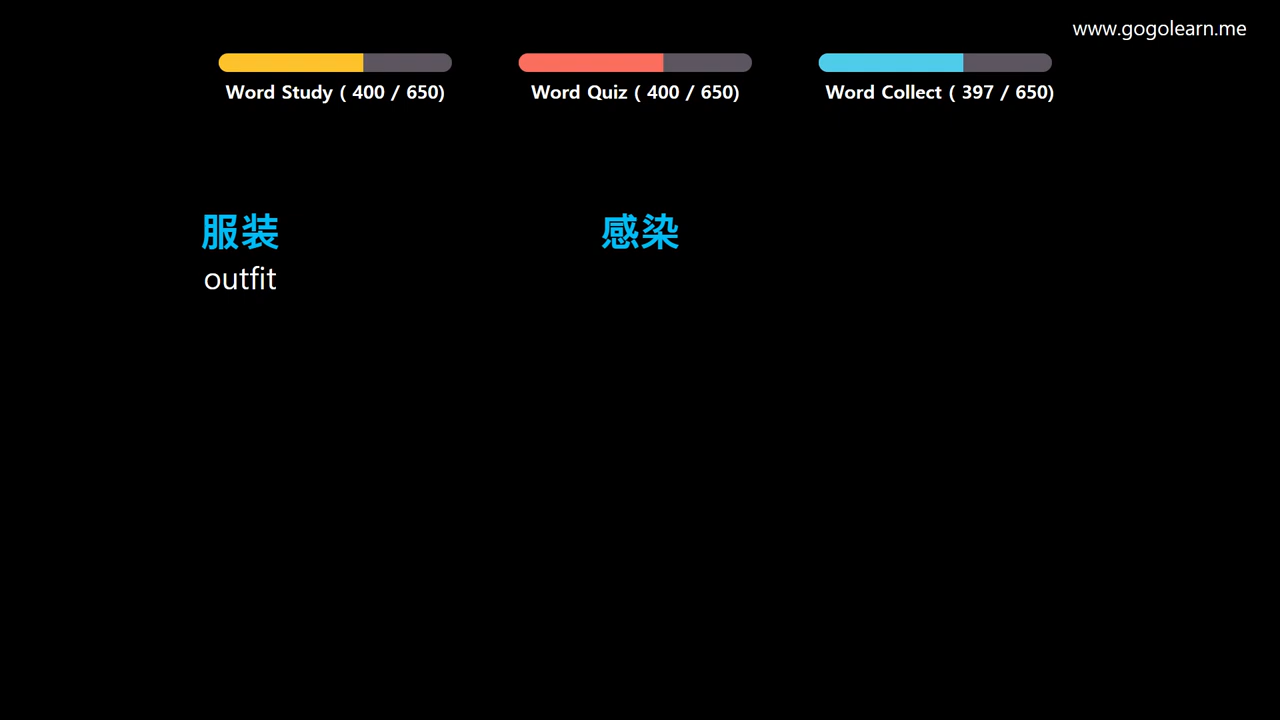 www.gogolearn.me
Word Study ( 400 / 650)
Word Quiz ( 400 / 650)
Word Collect ( 397 / 650)
服装
outfit
感染